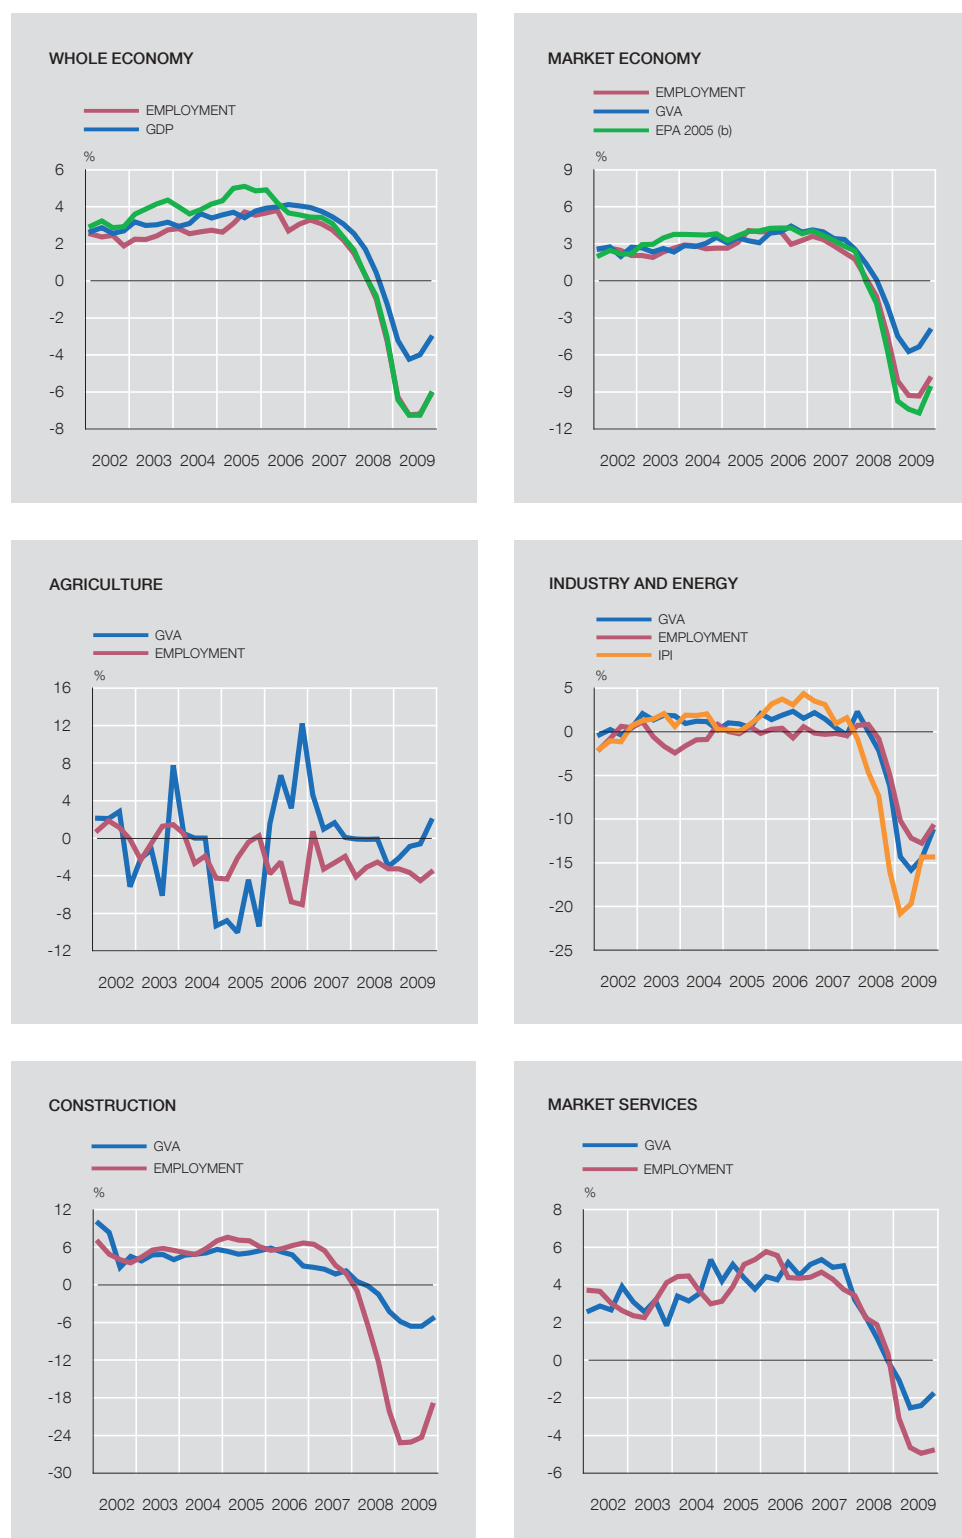 WHOLE ECONOMY
EMPLOYMENT
GDP
%
6
4
2
0
-2
-4
-6
-8
2002 2003 2004 2005 2006 2007 2008 2009
MARKET ECONOMY
EMPLOYMENT
GVA
EPA 2005 (b)
%
9
6
3
0
-3
-6
-9
-12
2002 2003 2004 2005 2006 2007 2008 2009
AGRICULTURE
GVA
EMPLOYMENT
%
16
12
8
4
0
-4
-8
-12
2002 2003 2004 2005 2006 2007 2008 2009
INDUSTRY AND ENERGY
GVA
EMPLOYMENT
IPI
%
5
0
-5
-10
-15
-20
-25
2002 2003 2004 2005 2006 2007 2008 2009
CONSTRUCTION
GVA
EMPLOYMENT
%
12
6
0
-6
-12
-18
-24
-30
2002 2003 2004 2005 2006 2007 2008 2009
MARKET SERVICES
GVA
EMPLOYMENT
%
8
6
4
2
0
-2
-4
-6
2002 2003 2004 2005 2006 2007 2008 2009